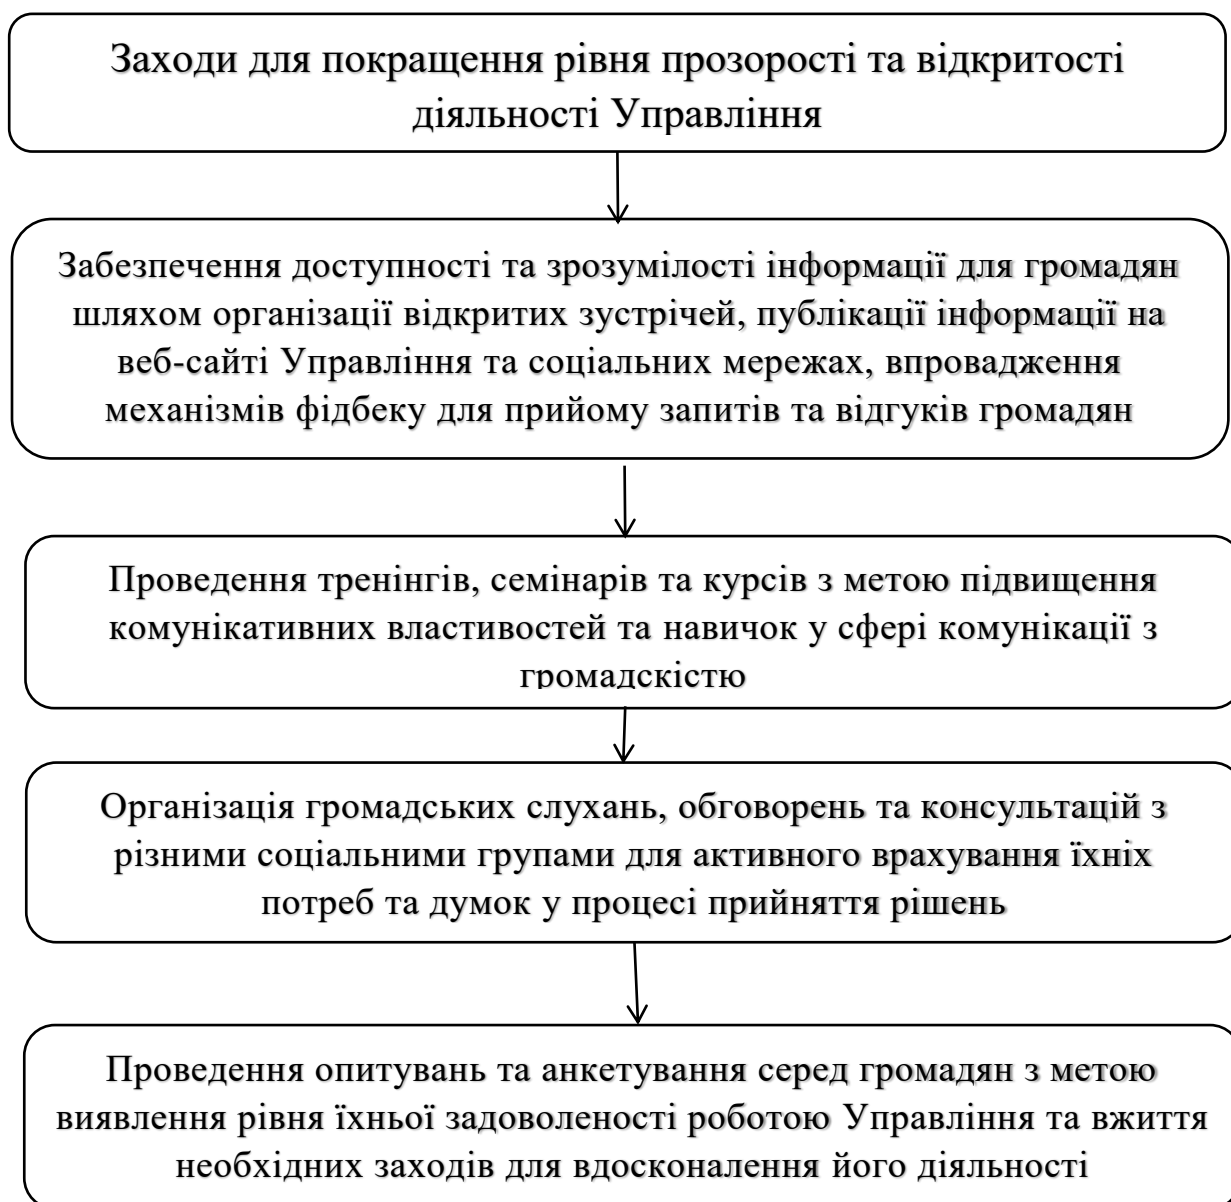 Заходи для покращення рівня прозорості та відкритості
діяльності Управління
Забезпечення доступності та зрозумілості інформації для громадян
шляхом організації відкритих зустрічей, публікації інформації на
веб-сайті Управління та соціальних мережах, впровадження
механізмів фідбеку для прийому запитів та відгуків громадян
Проведення тренінгів, семінарів та курсів з метою підвищення
комунікативних властивостей та навичок у сфері комунікації з
громадскістю
Організація громадських слухань, обговорень та консультацій з
різними соціальними групами для активного врахування їхніх
потреб та думок у процесі прийняття рішень
Проведення опитувань та анкетування серед громадян з метою
виявлення рівня їхньої задоволеності роботою Управління та вжиття
необхідних заходів для вдосконалення його діяльності